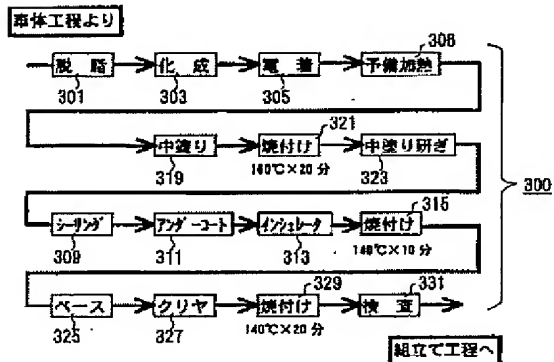 車体工程より
脱脂 化成 電着 予備加熱 306
301 303 305
中塗り 焼付け 321 中塗り研ぎ
319 140℃×20分 323
300
シーリング アンダーコート インシュレータ 焼付け 315
309 311 313 140℃×10分
ベース クリヤ 焼付け 329 検査 331
325 327 140℃×20分
組立て工程へ